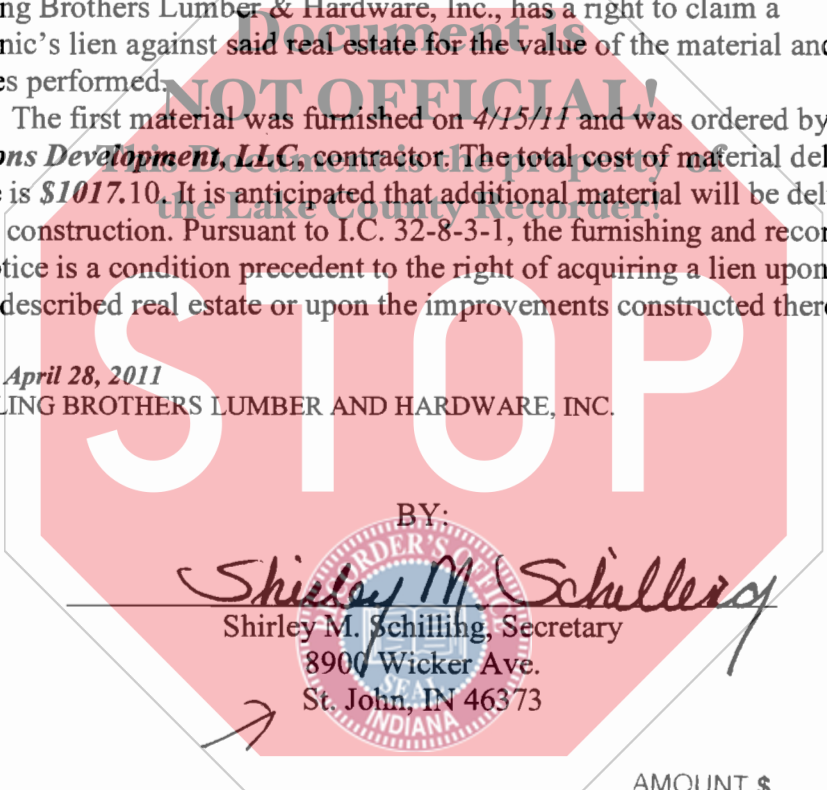 ng Brothers Lumber & Hardware, Inc., has a right to claim a
nic's lien against said real estate for the value of the material and
es performed.
Document is
NOT OFFICIAL!
The first material was furnished on 4/15/11 and was ordered by
ons Development, LLC, contractor. The total cost of material del
This Document is the property of
e is $1017.10. It is anticipated that additional material will be del
the Lake County Recorder!
construction. Pursuant to I.C. 32-8-3-1, the furnishing and recor
tice is a condition precedent to the right of acquiring a lien upon
described real estate or upon the improvements constructed there
STOP
April 28, 2011
LING BROTHERS LUMBER AND HARDWARE, INC.
BY:
Shirley M. Schilling
Shirley M. Schilling, Secretary
8900 Wicker Ave.
St. John, IN 46373
RECORDER'S OFFICE
SEAL
INDIANA
AMOUNT $